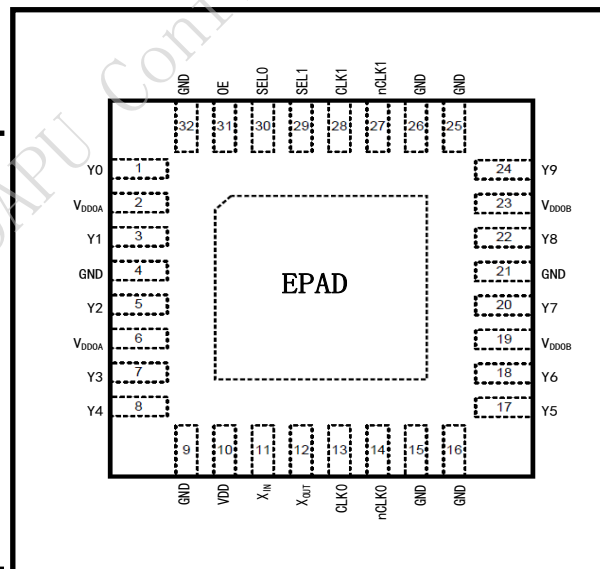 DAPU Con
GND OE SEL0 SEL1 CLK1 nCLK1 GND GND
32 31 30 29 28 27 26 25
Y0 1 24 Y9
VDDOA 2 23 VDDOB
Y1 3 22 Y8
GND 4 21 GND
EPAD
Y2 5 20 Y7
VDDOA 6 19 VDDOB
Y3 7 18 Y6
Y4 8 17 Y5
9 10 11 12 13 14 15 16
GND VDD XIN XOUT CLK0 nCLK0 GND GND